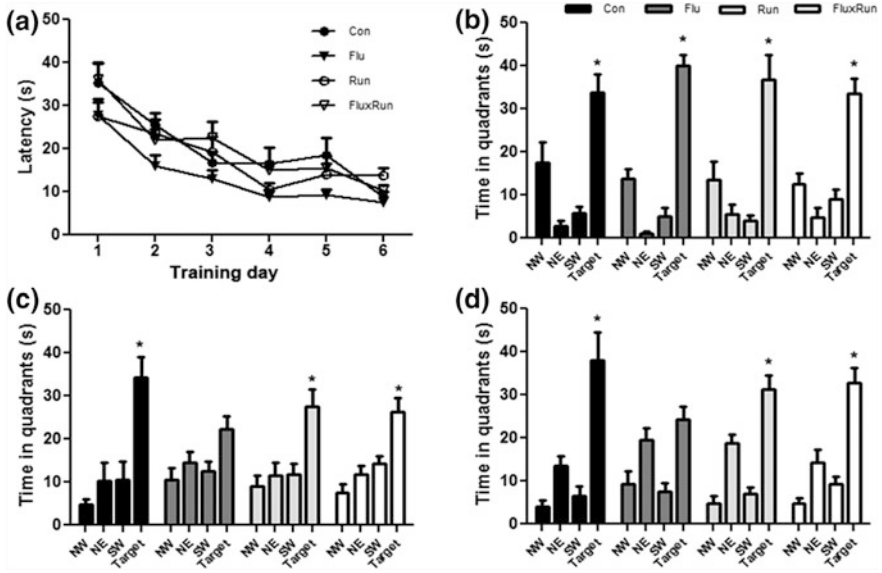 (a)
50
40
30
20
10
0
Latency (s)
1 2 3 4 5 6
Training day
Con
Flu
Run
FluxRun
Con Flu Run FluxRun
(b)
50
40
30
20
10
0
Time in quadrants (s)
* * * *
NW NE SW Target NW NE SW Target NW NE SW Target NW NE SW Target
(c)
50
40
30
20
10
0
Time in quadrants (s)
* * *
NW NE SW Target NW NE SW Target NW NE SW Target NW NE SW Target
(d)
50
40
30
20
10
0
Time in quadrants (s)
* * *
NW NE SW Target NW NE SW Target NW NE SW Target NW NE SW Target